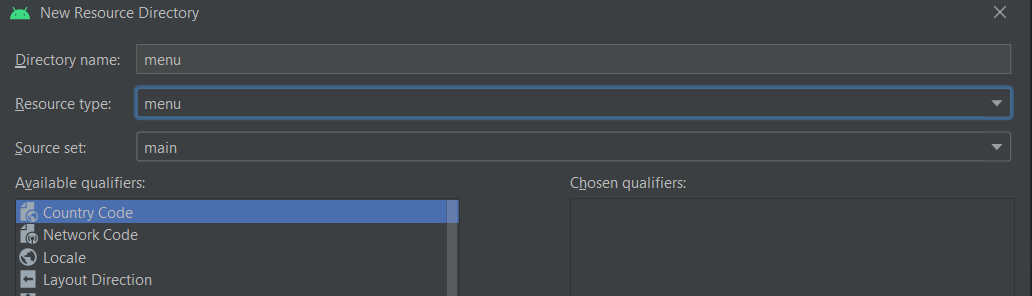 New Resource Directory
Directory name: menu
Resource type: menu
Source set: main
Available qualifiers: Chosen qualifiers:
Country Code
Network Code
Locale
Layout Direction